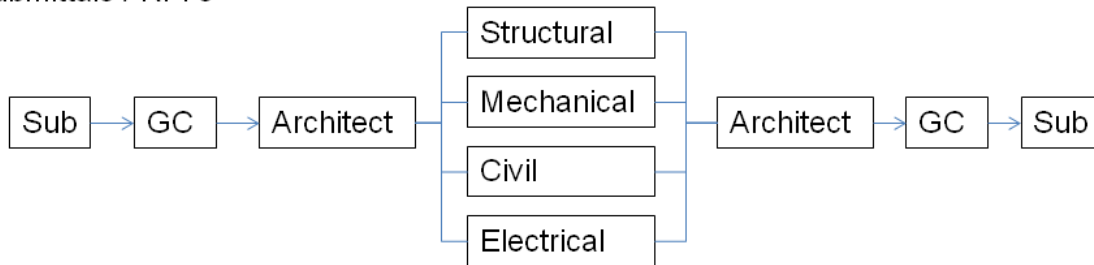 Structural
Mechanical
Sub GC Architect Architect GC Sub
Civil
Electrical